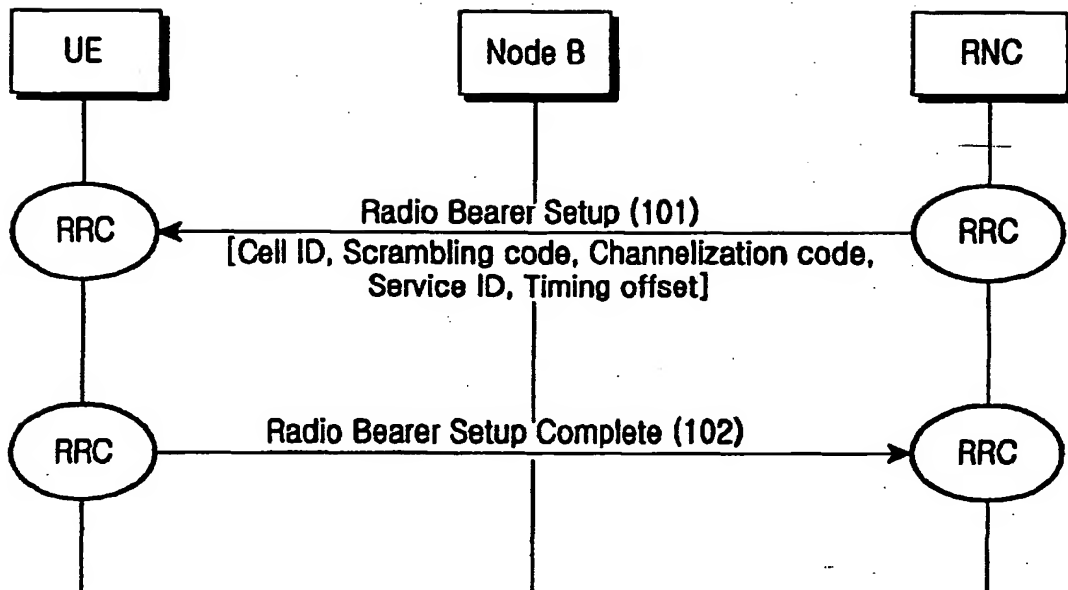 UE
Node B
RNC
RRC
Radio Bearer Setup (101)
RRC
[Cell ID, Scrambling code, Channelization code,
Service ID, Timing offset]
RRC
Radio Bearer Setup Complete (102)
RRC